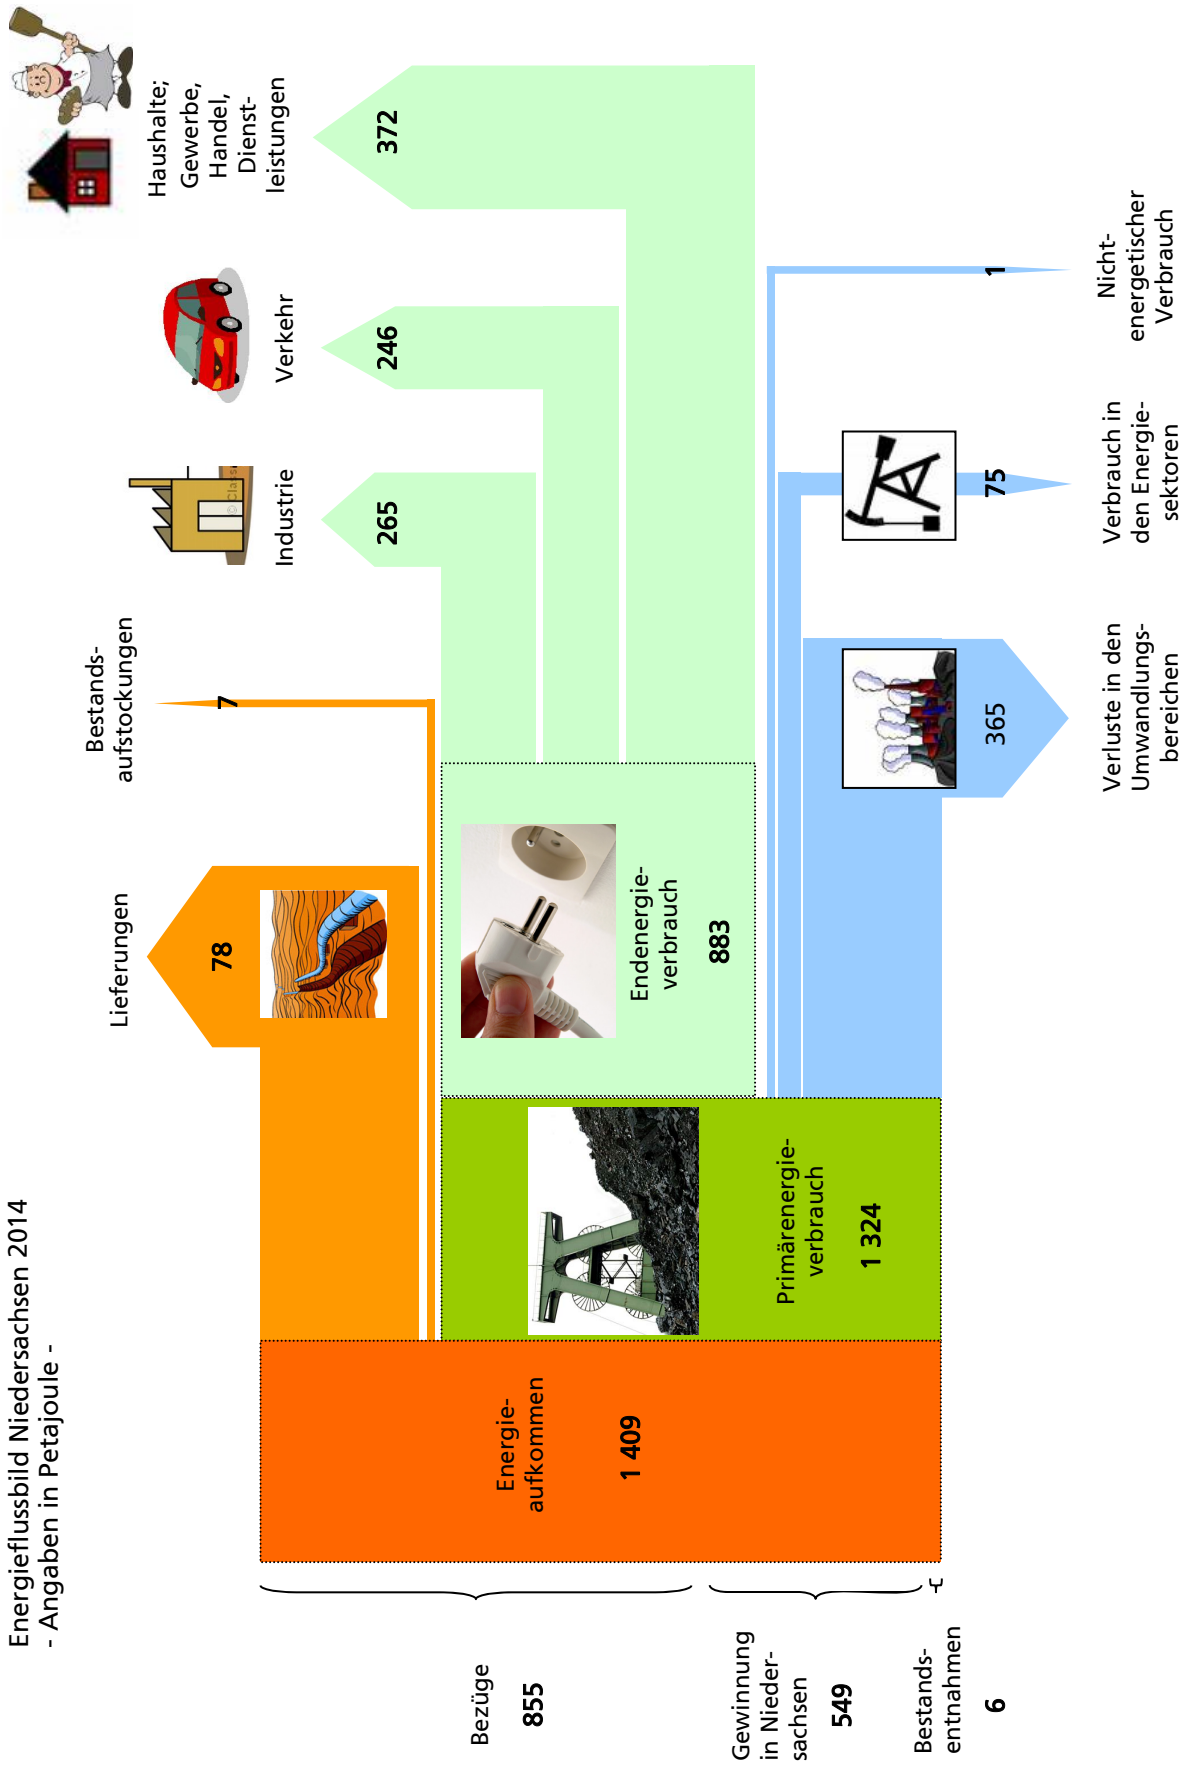 Energieflussbild Niedersachsen 2014
- Angaben in Petajoule -
Bezüge
855
Gewinnung
in Nieder-
sachsen
549
Bestands-
entnahmen
6
Energie-
aufkommen
1 409
Lieferungen
78
Bestands-
aufstockungen
7
Primärenergie-
verbrauch
1 324
Endenergie-
verbrauch
883
Industrie
265
Verkehr
246
Haushalte;
Gewerbe,
Handel,
Dienst-
leistungen
372
365
Verluste in den
Umwandlungs-
bereichen
75
Verbrauch in
den Energie-
sektoren
1
Nicht-
energetischer
Verbrauch